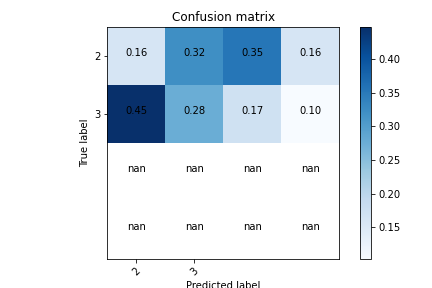 Confusion matrix
2 0.16 0.32 0.35 0.16 0.40
3 0.45 0.28 0.17 0.10 0.35
nan nan nan nan 0.30
0.25
0.20
nan nan nan nan 0.15
2 3
True label
Predicted label